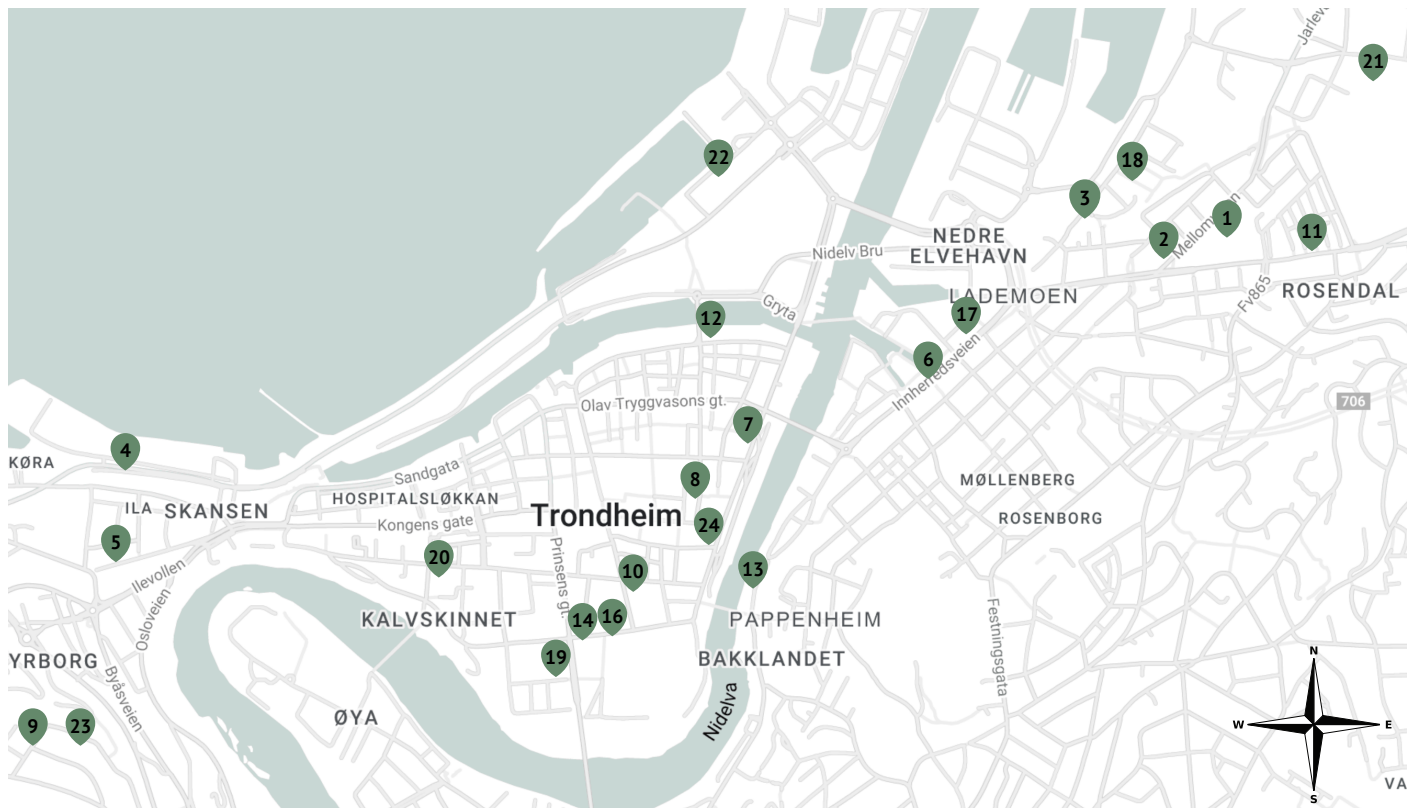 Jarlev
21
22
18
3
1
2
Mellom
11
NEDRE
ELVEHAVN
Nidelv Bru
LADEMOEN
ROSENDAL
Fv865
Gryta
12
17
6
Innherredsveien
706
Olav Tryggvasons gt.
7
4
KØRA
Sandgata
8
MØLLENBERG
HOSPITALSLØKKAN
ILA
SKANSEN
Trondheim
ROSENBORG
Kongens gate
24
5
20
Ilevollen
Prinsens gt.
10
13
Osloveien
KALVSKINNET
14
16
PAPPENHEIM
Festningsgata
19
BAKKLANDET
YRBORG
Byåsveien
N
W
E
S
9
23
ØYA
Nidelva
VA